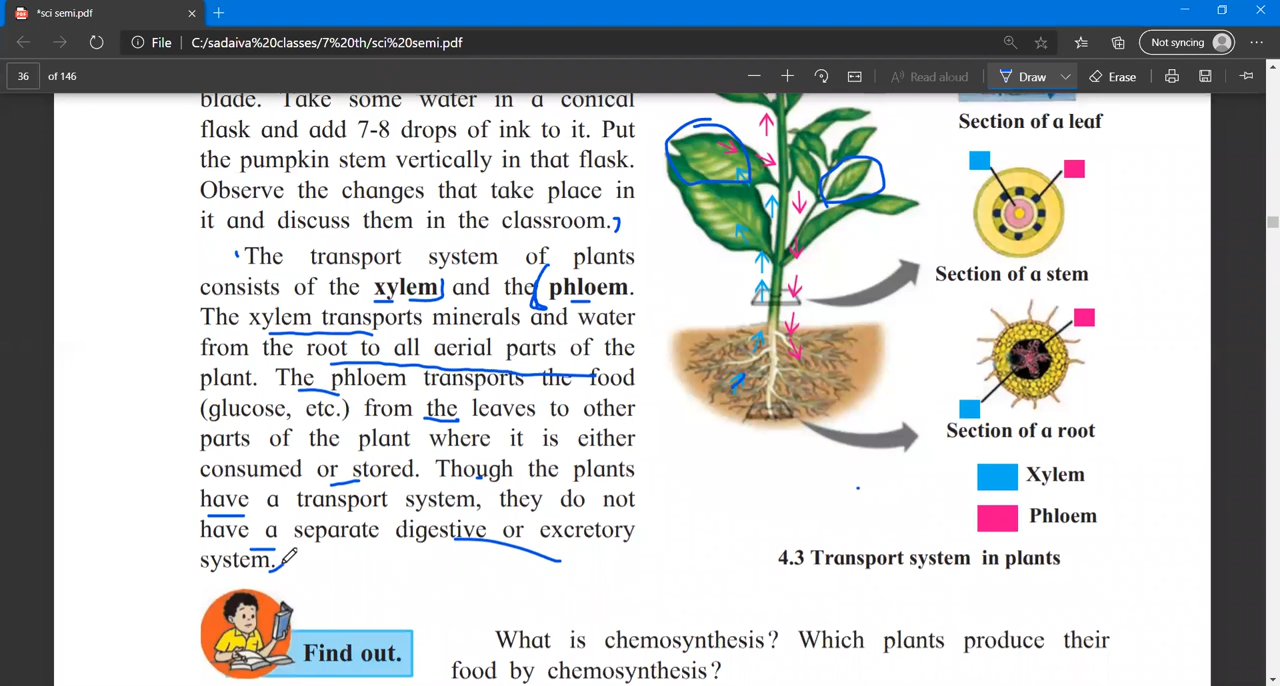 *sci semi.pdf
File
C:/sadaiva%20classes/7%20th/sci%20semi.pdf
Not syncing
36
of 146
Read aloud
Draw
Erase
blade. Take some water in a conical
flask and add 7-8 drops of ink to it. Put
the pumpkin stem vertically in that flask.
Observe the changes that take place in
it and discuss them in the classroom.
The transport system of plants
consists of the xylem and the phloem.
The xylem transports minerals and water
from the root to all aerial parts of the
plant. The phloem transports the food
(glucose, etc.) from the leaves to other
parts of the plant where it is either
consumed or stored. Though the plants
have a transport system, they do not
have a separate digestive or excretory
system.
Section of a leaf
Section of a stem
Section of a root
Xylem
Phloem
4.3 Transport system in plants
Find out.
What is chemosynthesis? Which plants produce their
food by chemosynthesis?